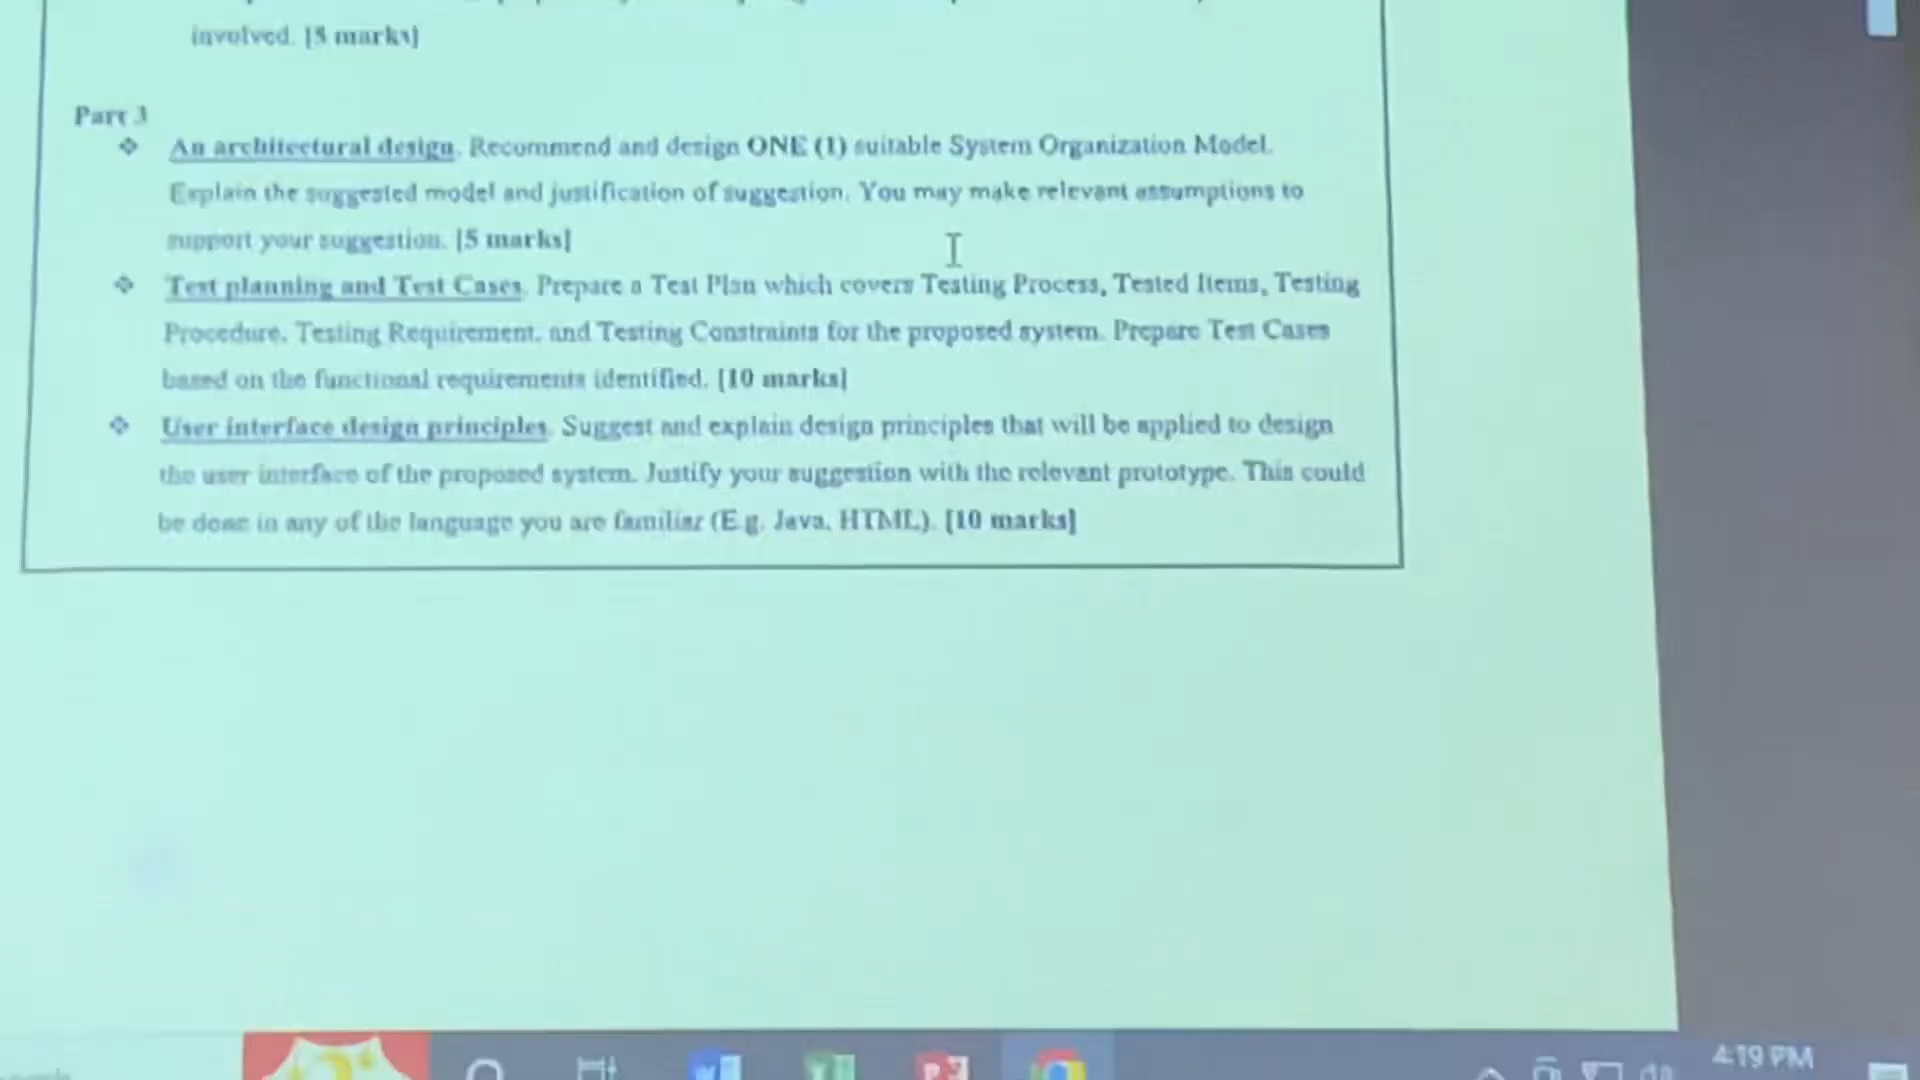 involved. [5 marks]
Part 3
❖ An architectural design. Recommend and design ONE (1) suitable System Organization Model.
Explain the suggested model and justification of suggestion. You may make relevant assumptions to
support your suggestion. [5 marks]
❖ Test planning and Test Cases. Prepare a Test Plan which covers Testing Process, Tested Items, Testing
Procedure, Testing Requirement, and Testing Constraints for the proposed system. Prepare Test Cases
based on the functional requirements identified. [10 marks]
❖ User interface design principles. Suggest and explain design principles that will be applied to design
the user interface of the proposed system. Justify your suggestion with the relevant prototype. This could
be done in any of the language you are familiar (E.g. Java, HTML). [10 marks]
4:19 PM